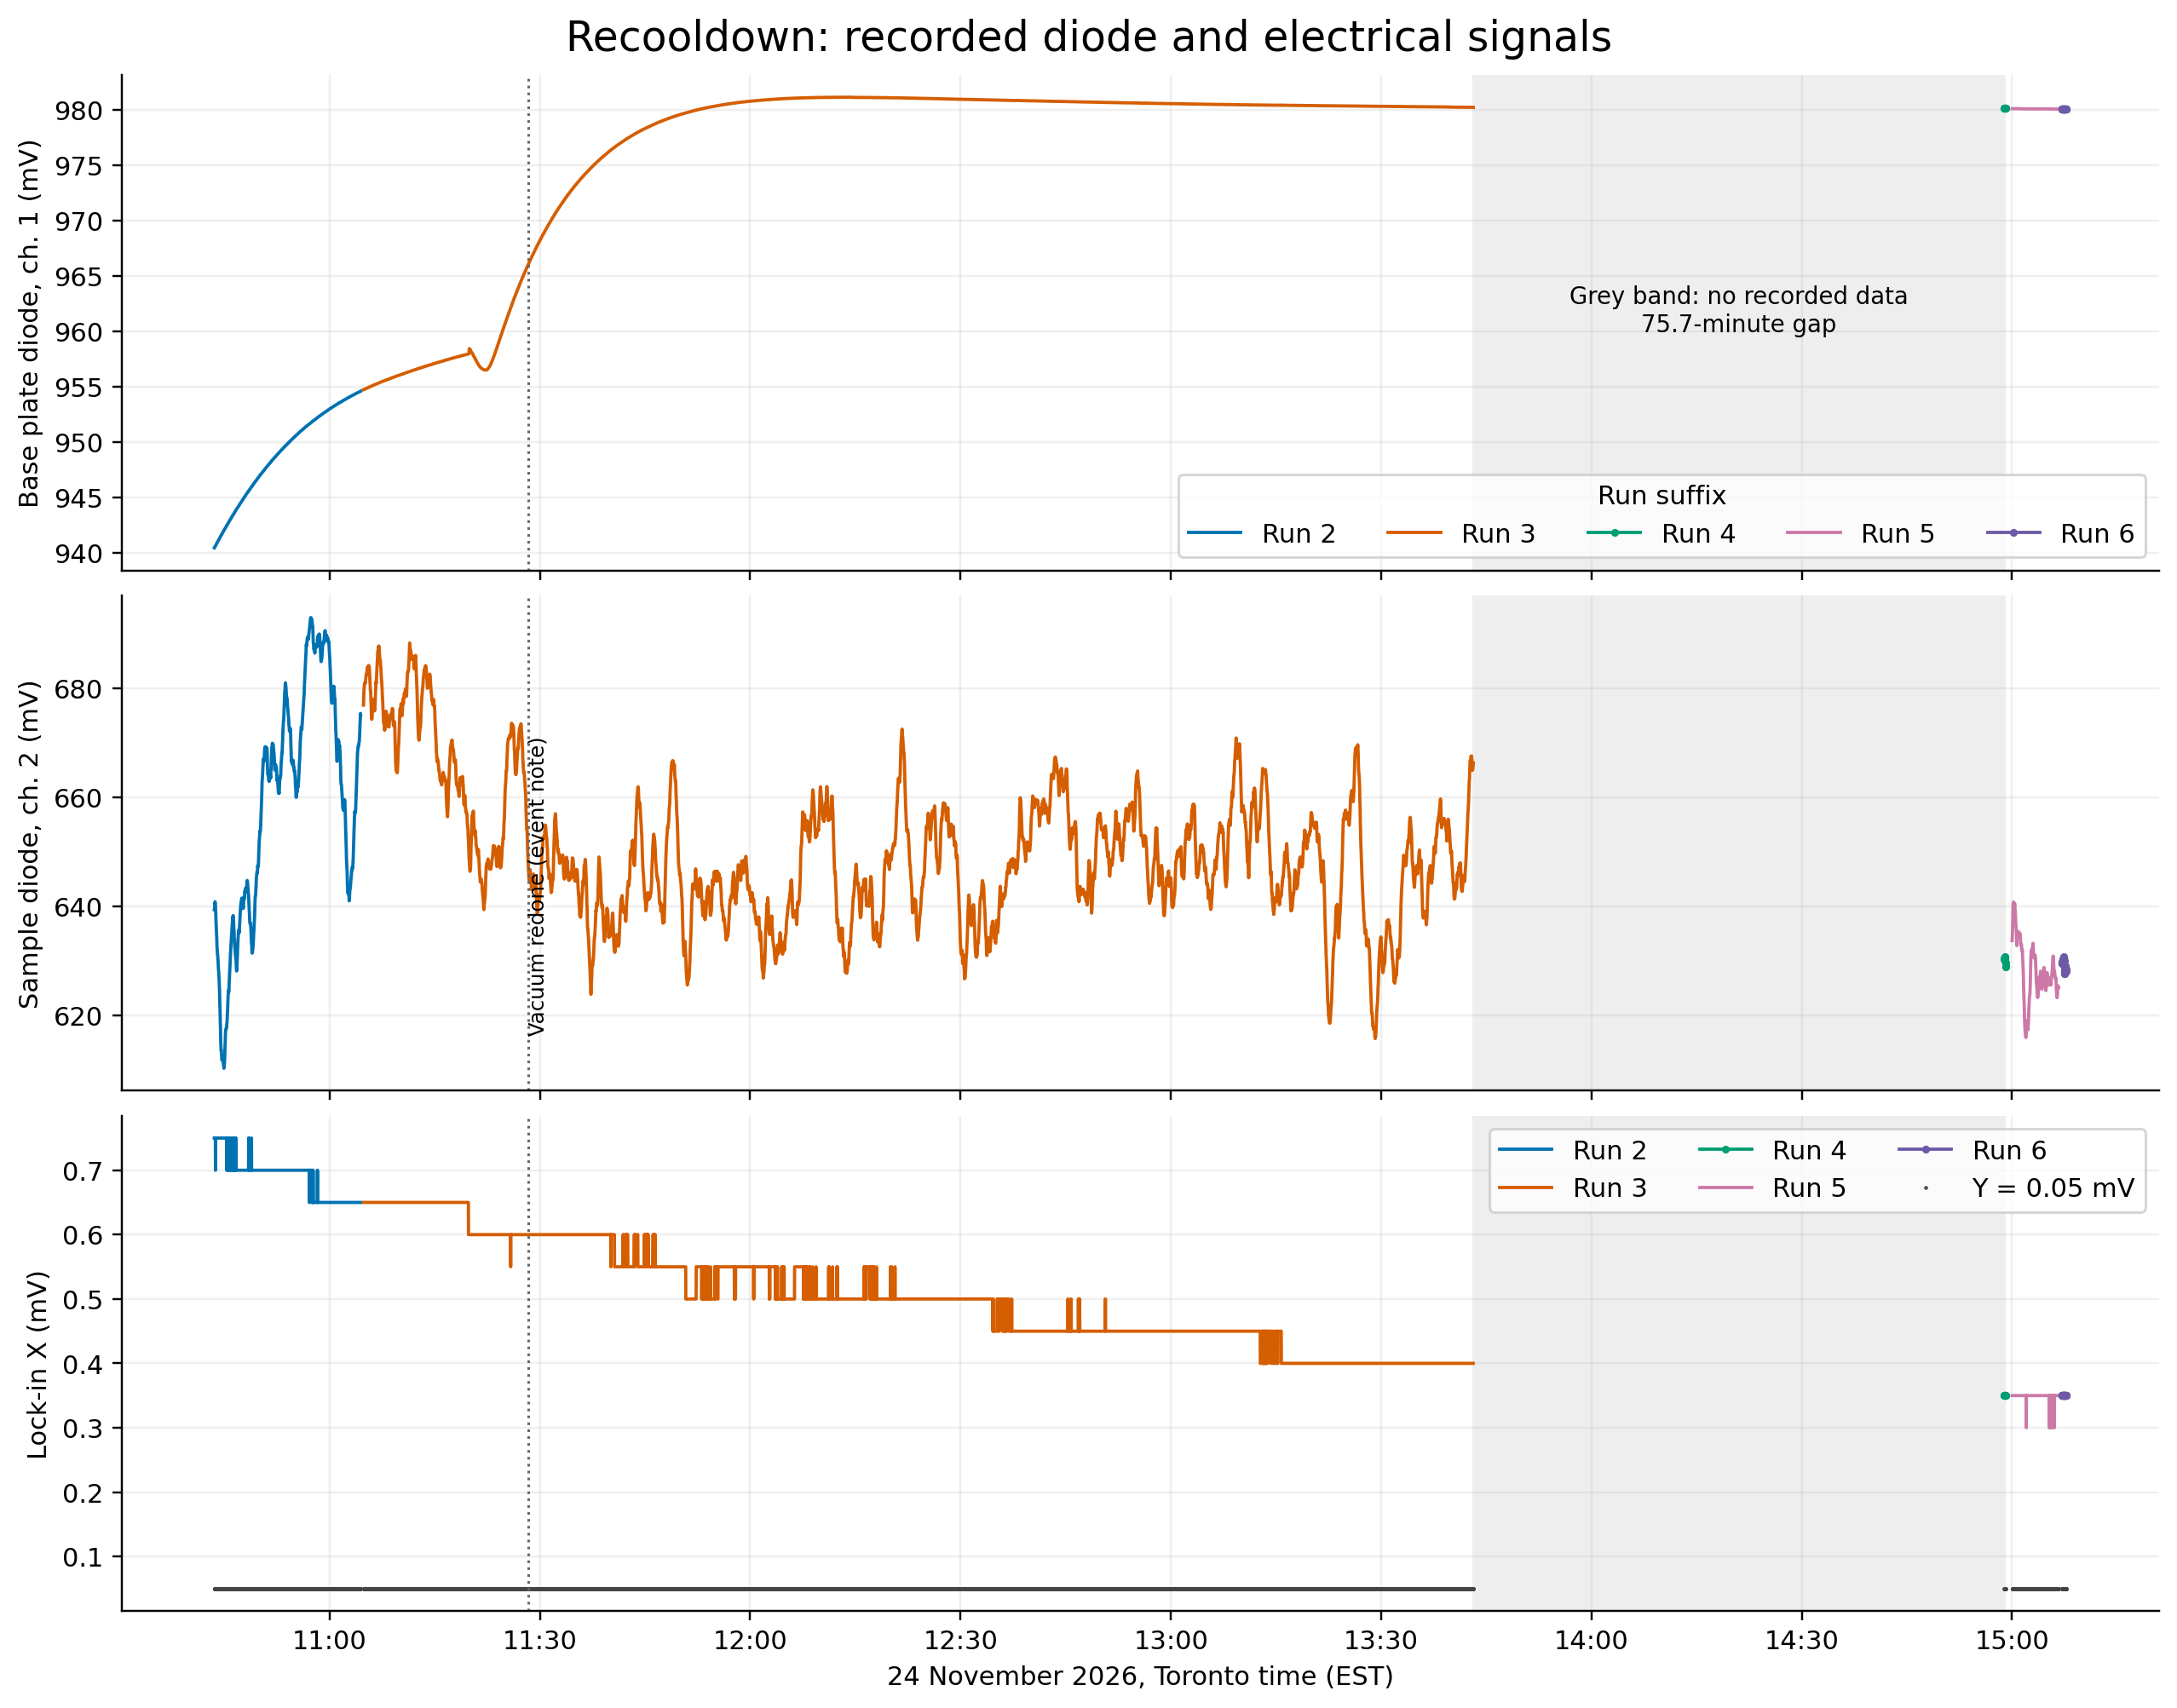 Recooldown: recorded diode and electrical signals
Base plate diode, ch. 1 (mV)
980
975
970
965
960
955
950
945
940
Grey band: no recorded data
75.7-minute gap
Run suffix
Run 2 Run 3 Run 4 Run 5 Run 6
Sample diode, ch. 2 (mV)
680
660
640
620
Vacuum redone (event note)
Lock-in X (mV)
0.7
0.6
0.5
0.4
0.3
0.2
0.1
Run 2 Run 4 Run 6
Run 3 Run 5 Y = 0.05 mV
11:00 11:30 12:00 12:30 13:00 13:30 14:00 14:30 15:00
24 November 2026, Toronto time (EST)